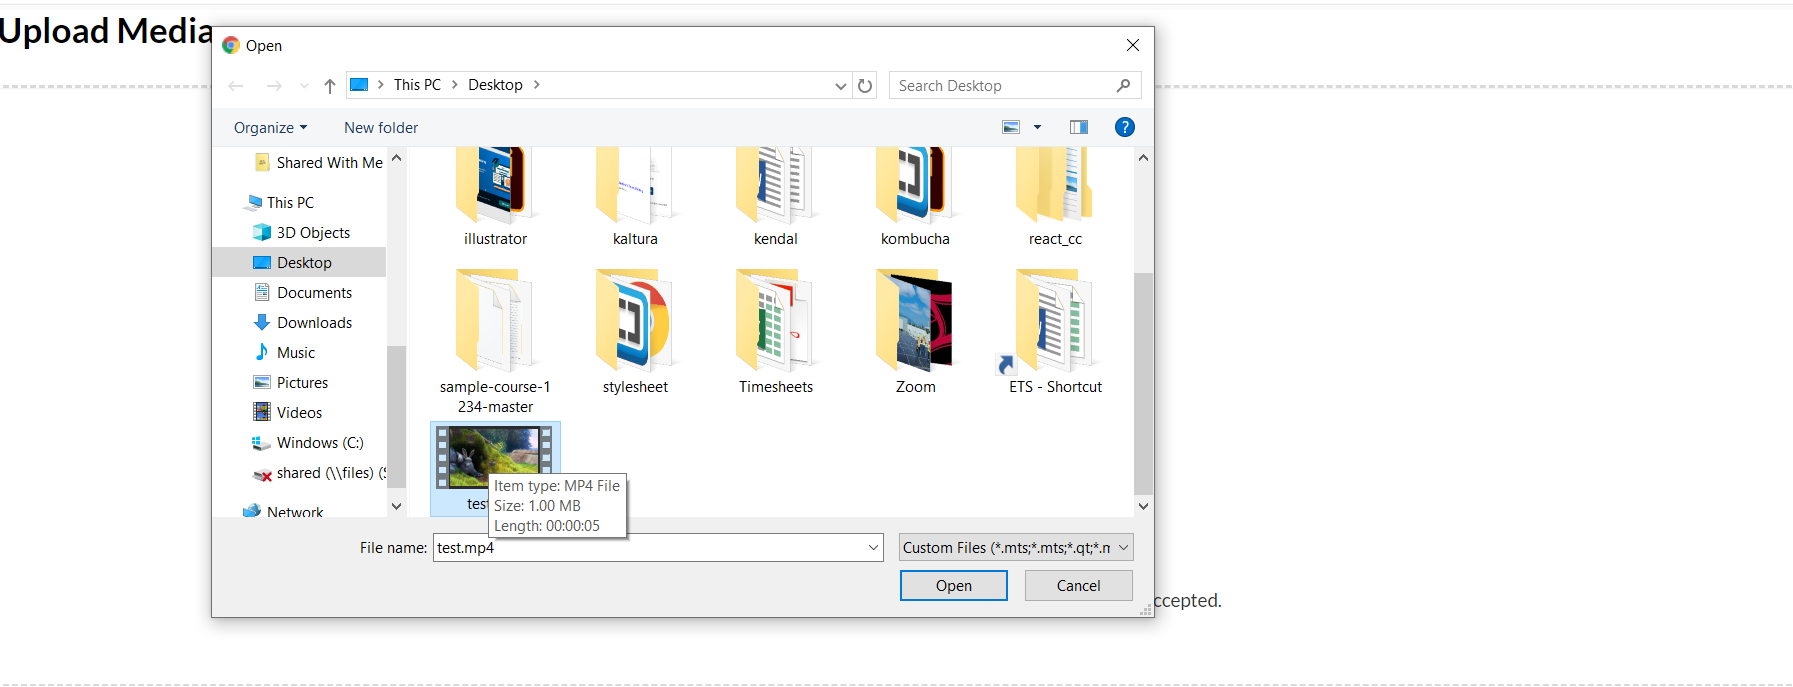 Upload Media
Open
This PC > Desktop >
Search Desktop
Organize
New folder
?
Shared With Me
This PC
3D Objects
Desktop
Documents
Downloads
Music
Pictures
Videos
Windows (C:)
shared (\\files) (S
Network
illustrator
kaltura
kendal
kombucha
react_cc
sample-course-1
234-master
stylesheet
Timesheets
Zoom
ETS - Shortcut
test
Item type: MP4 File
Size: 1.00 MB
Length: 00:00:05
File name:
test.mp4
Custom Files (*.mts;*.mts;*.qt;*.m
Open
Cancel
ccepted.